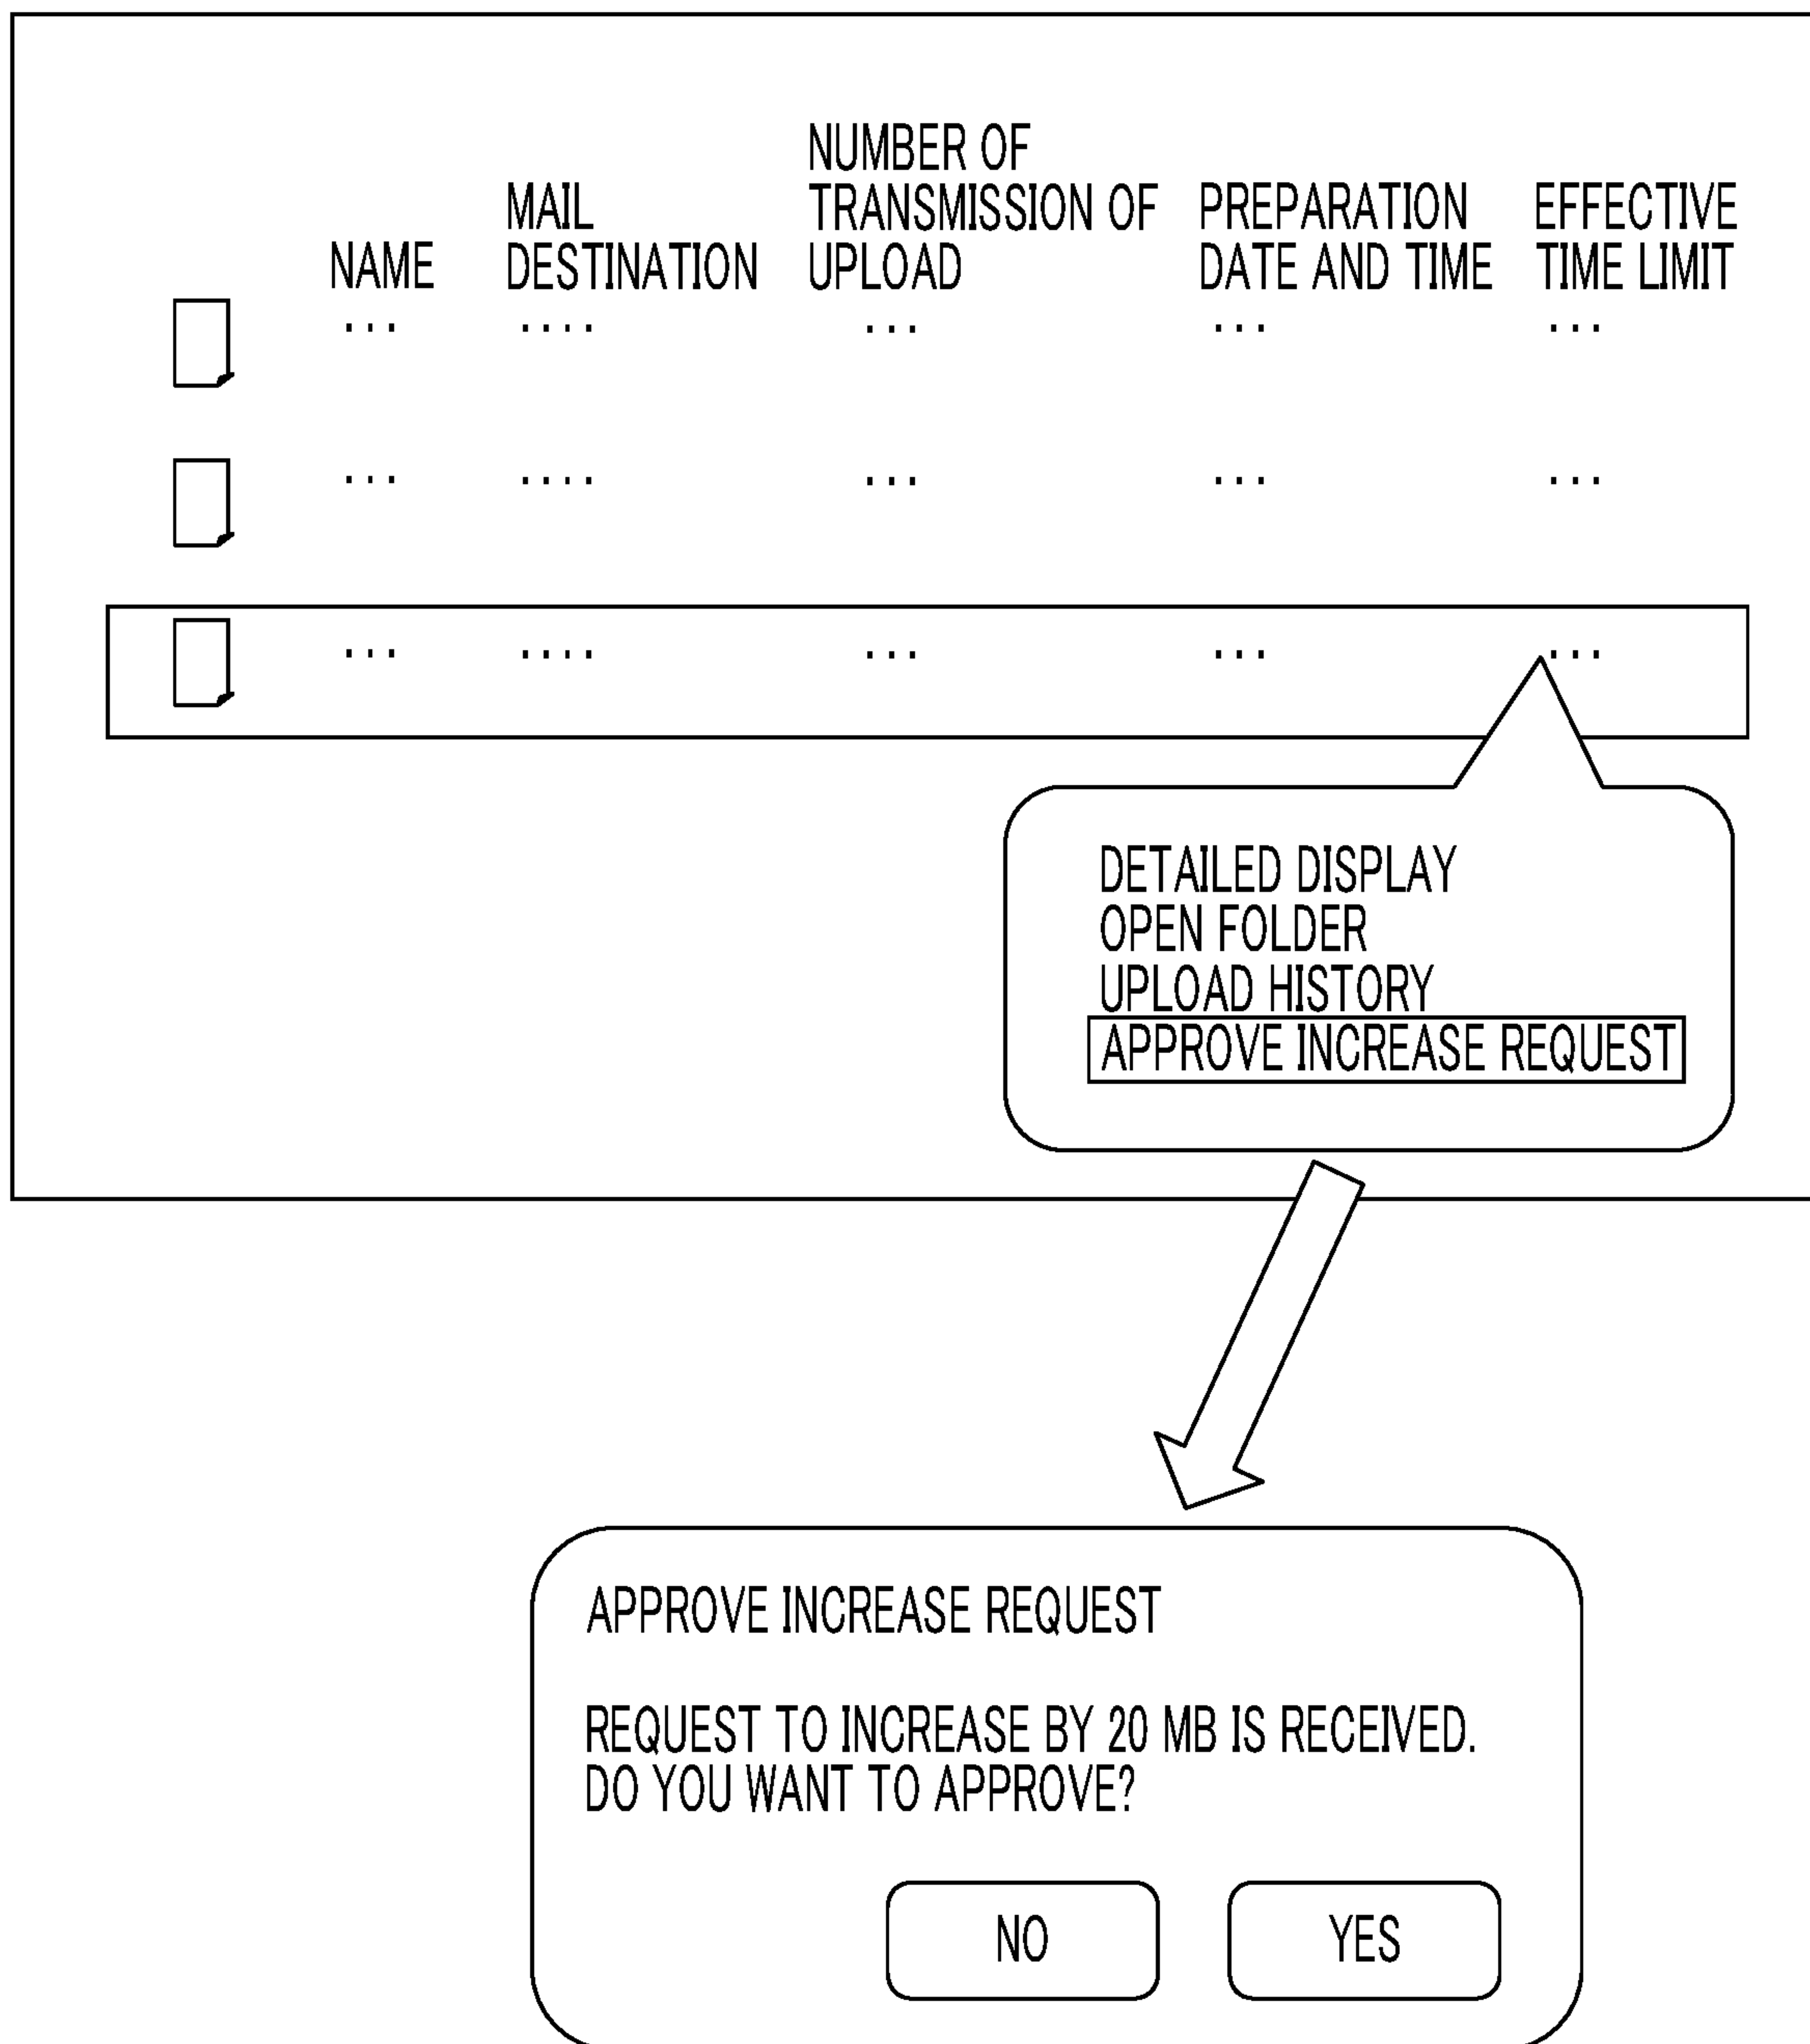 NAME
MAIL
DESTINATION
NUMBER OF
TRANSMISSION OF
UPLOAD
PREPARATION
DATE AND TIME
EFFECTIVE
TIME LIMIT
... .... ... ... ...
... .... ... ... ...
... .... ... ... ...
DETAILED DISPLAY
OPEN FOLDER
UPLOAD HISTORY
APPROVE INCREASE REQUEST
APPROVE INCREASE REQUEST
REQUEST TO INCREASE BY 20 MB IS RECEIVED.
DO YOU WANT TO APPROVE?
NO
YES